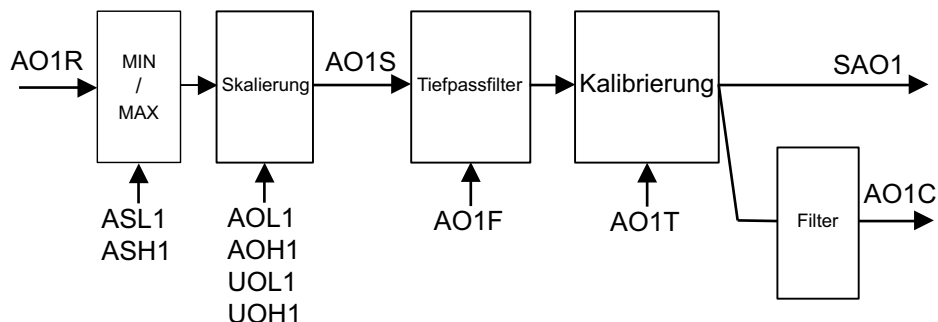 AO1R
MIN
/
MAX
Skalierung
AO1S
Tiefpassfilter
Kalibrierung
SAO1
ASL1
ASH1
AOL1
AOH1
UOL1
UOH1
AO1F
AO1T
Filter
AO1C